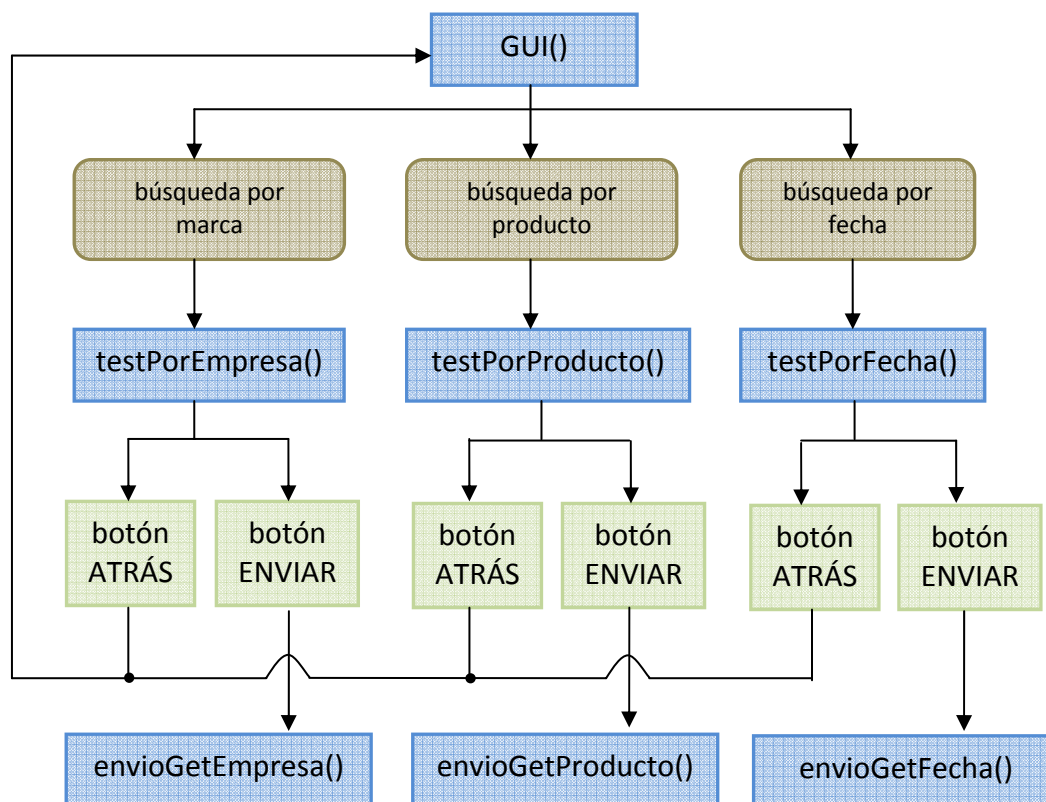 GUI()
búsqueda por
marca
búsqueda por
producto
búsqueda por
fecha
testPorEmpresa()
testPorProducto()
testPorFecha()
botón
ATRÁS
botón
ENVIAR
botón
ATRÁS
botón
ENVIAR
botón
ATRÁS
botón
ENVIAR
envioGetEmpresa()
envioGetProducto()
envioGetFecha()